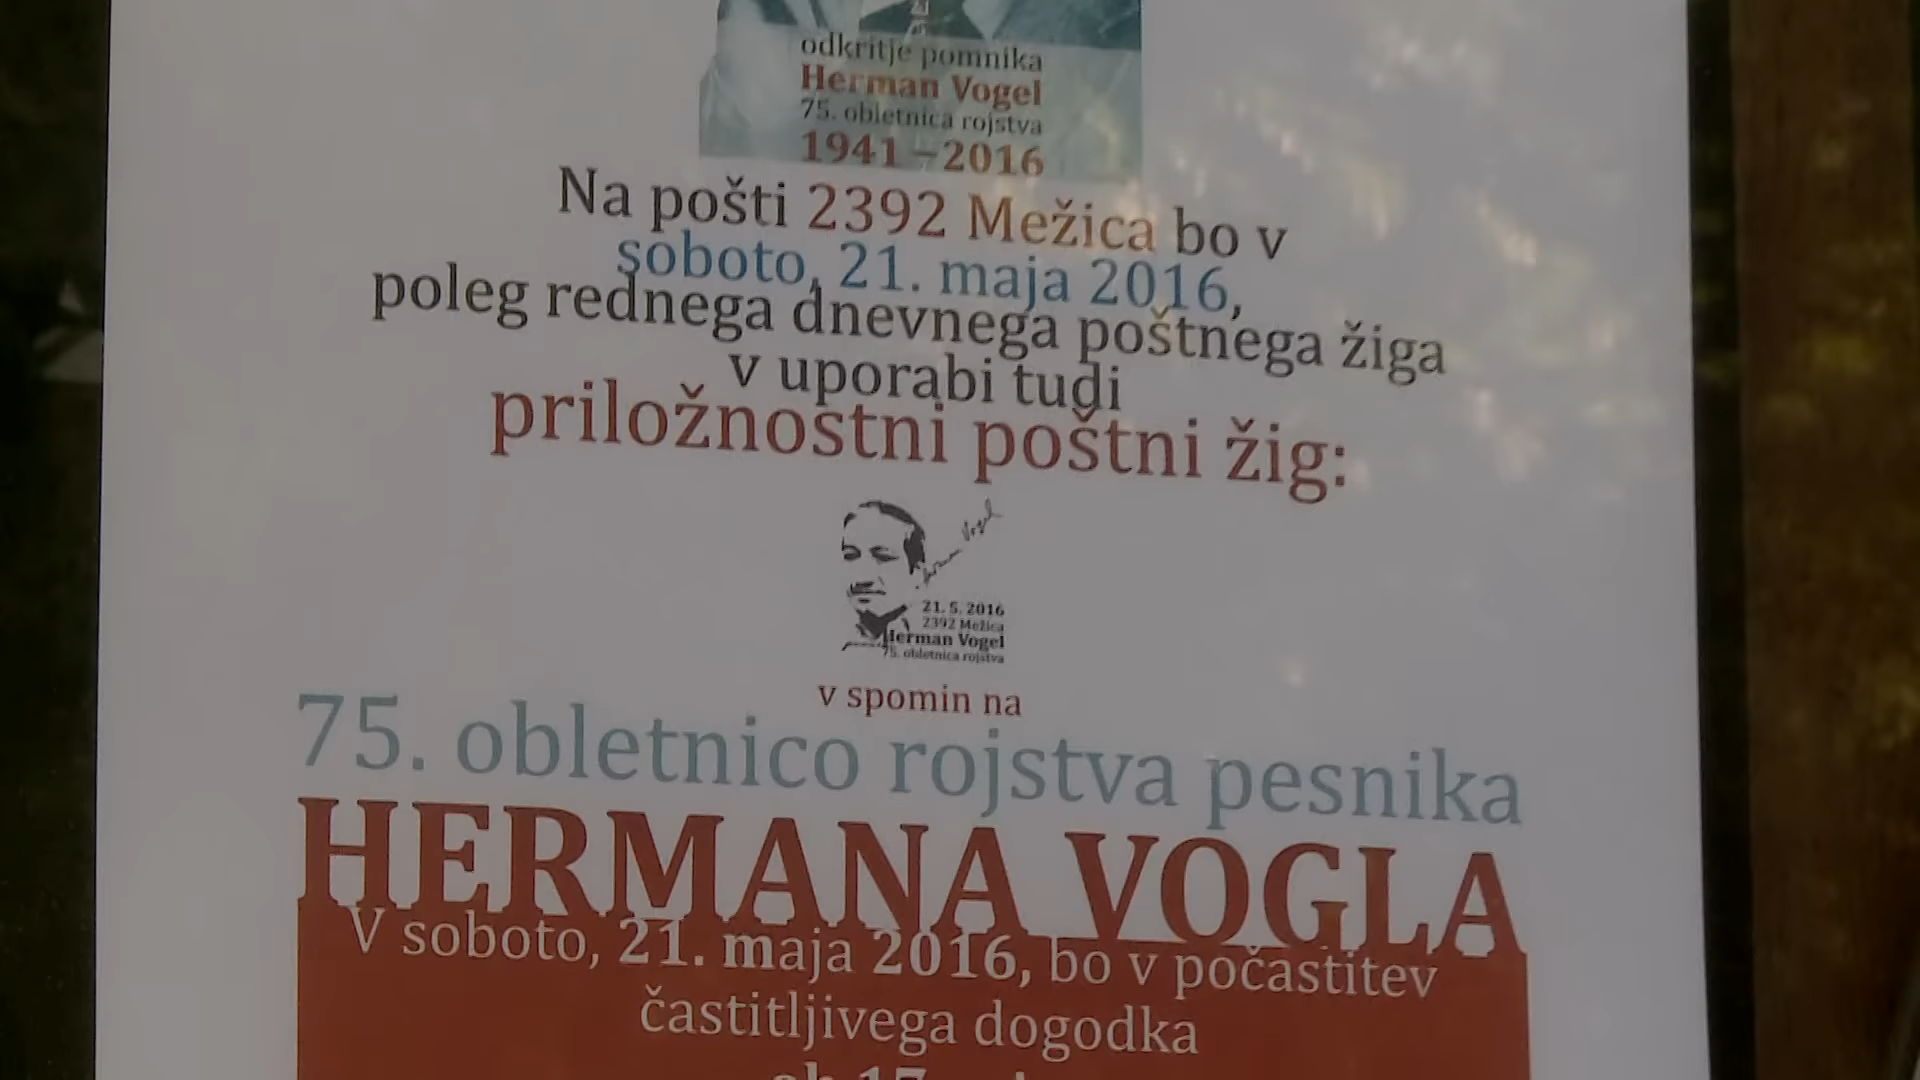 odkritje pomnika
Herman Vogel
75. obletnica rojstva
1941 – 2016
Na pošti 2392 Mežica bo v
soboto, 21. maja 2016,
poleg rednega dnevnega poštnega žiga
v uporabi tudi
priložnostni poštni žig:
Vogel
21. 5. 2016
2392 Mežica
Herman Vogel
75. obletnica rojstva
v spomin na
75. obletnico rojstva pesnika
HERMANA VOGLA
V soboto, 21. maja 2016, bo v počastitev
častitljivega dogodka